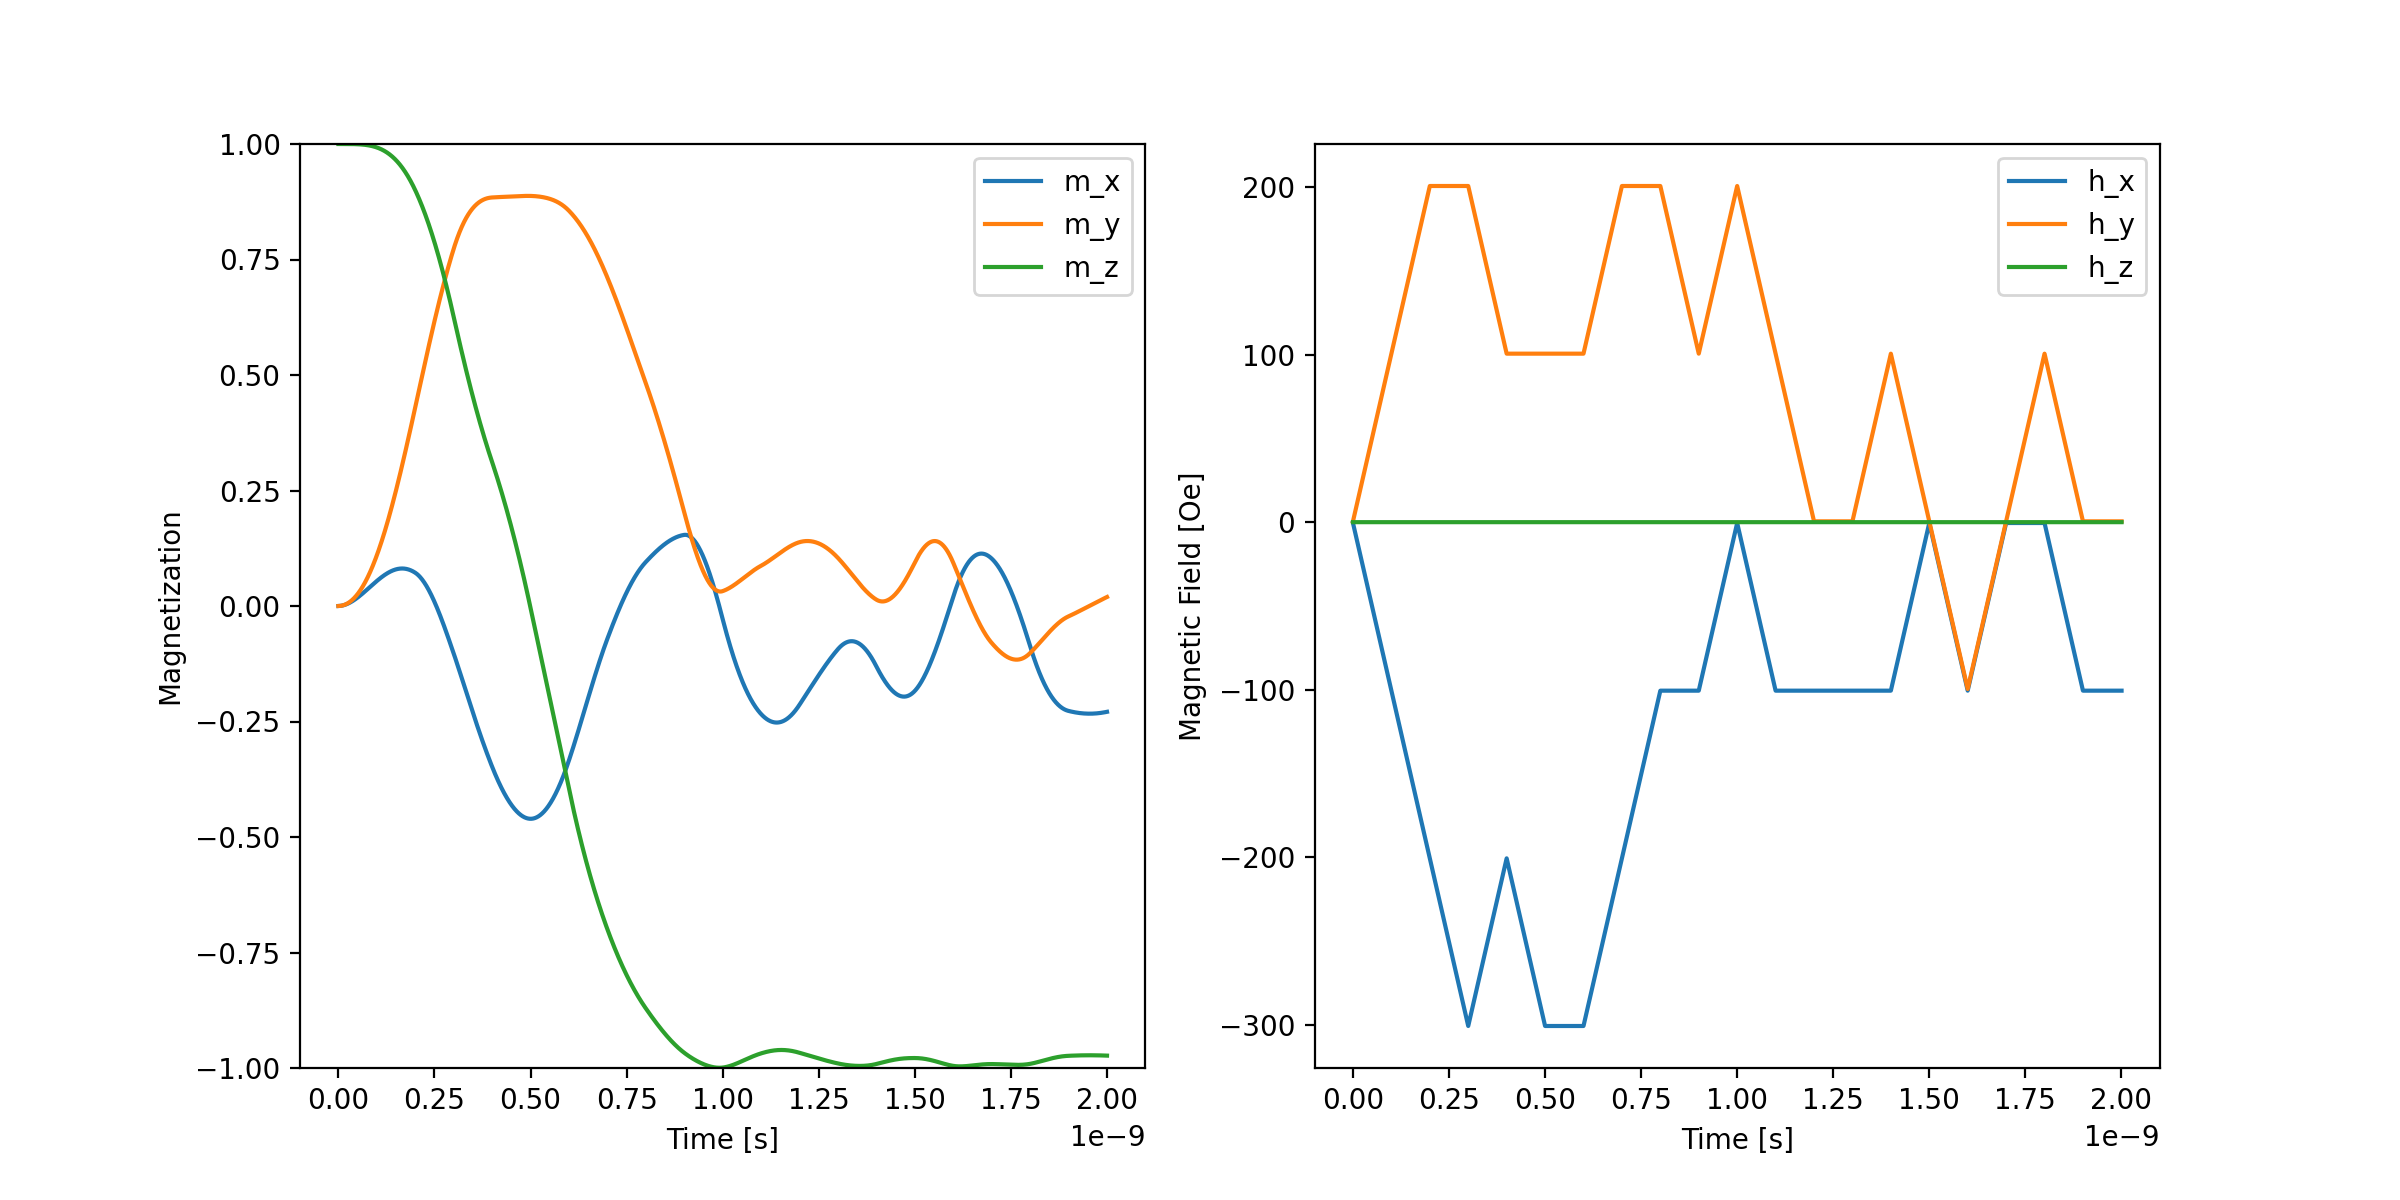 1.00
0.75
0.50
0.25
0.00
−0.25
−0.50
−0.75
−1.00
Magnetization
m_x
m_y
m_z
0.00 0.25 0.50 0.75 1.00 1.25 1.50 1.75 2.00
Time [s]
1e−9
200
100
0
−100
−200
−300
Magnetic Field [Oe]
h_x
h_y
h_z
0.00 0.25 0.50 0.75 1.00 1.25 1.50 1.75 2.00
Time [s]
1e−9